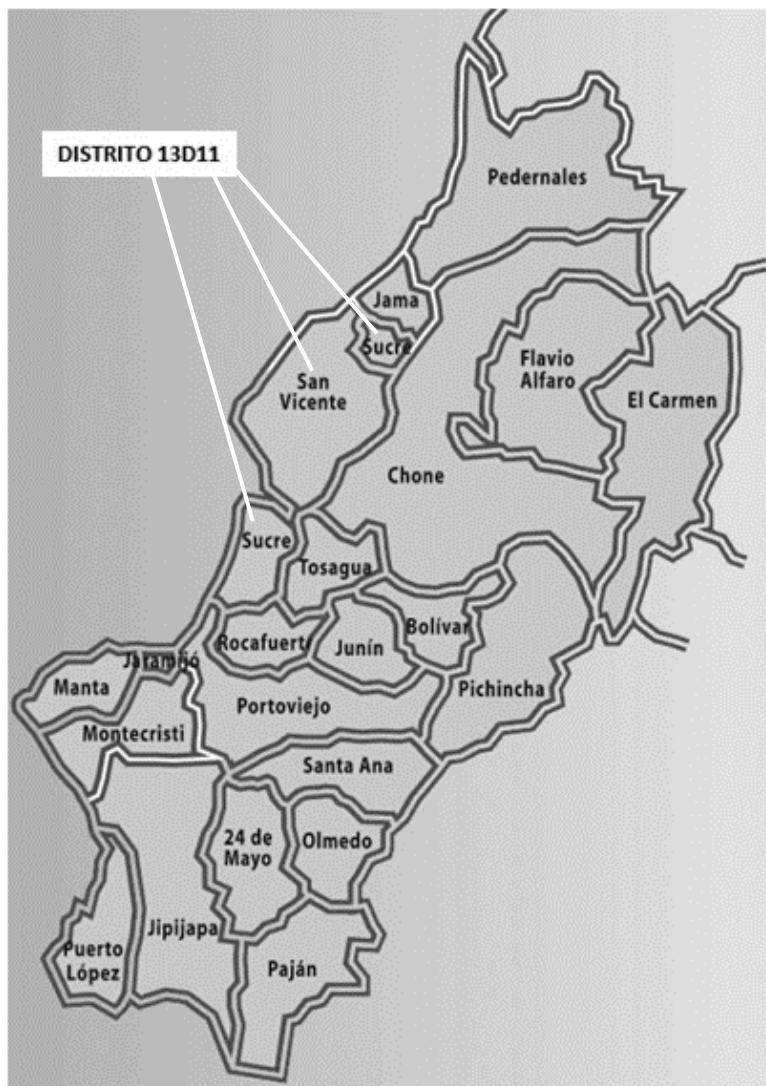 DISTRITO 13D11
Pedernales
Jama
Sucre
San
Vicente
Flavio
Alfaro
El Carmen
Chone
Sucre
Tosagua
Rocafuerte
Junín
Bolívar
Jaramijó
Manta
Pichincha
Portoviejo
Montecristi
Santa Ana
24 de
Mayo
Olmedo
Jipijapa
Puerto
López
Paján